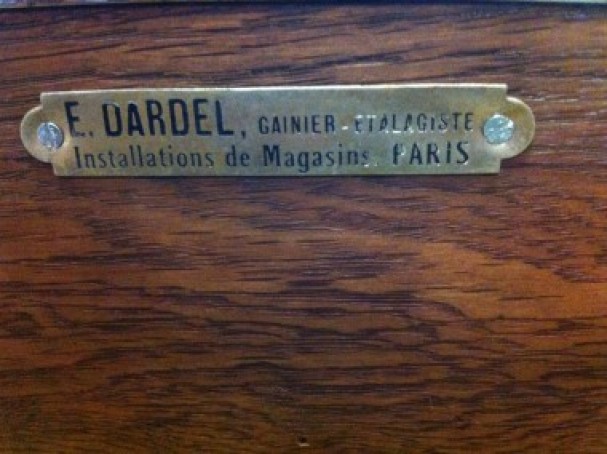 E. DARDEL, GAINIER-ETALAGISTE
Installations de Magasins. PARIS